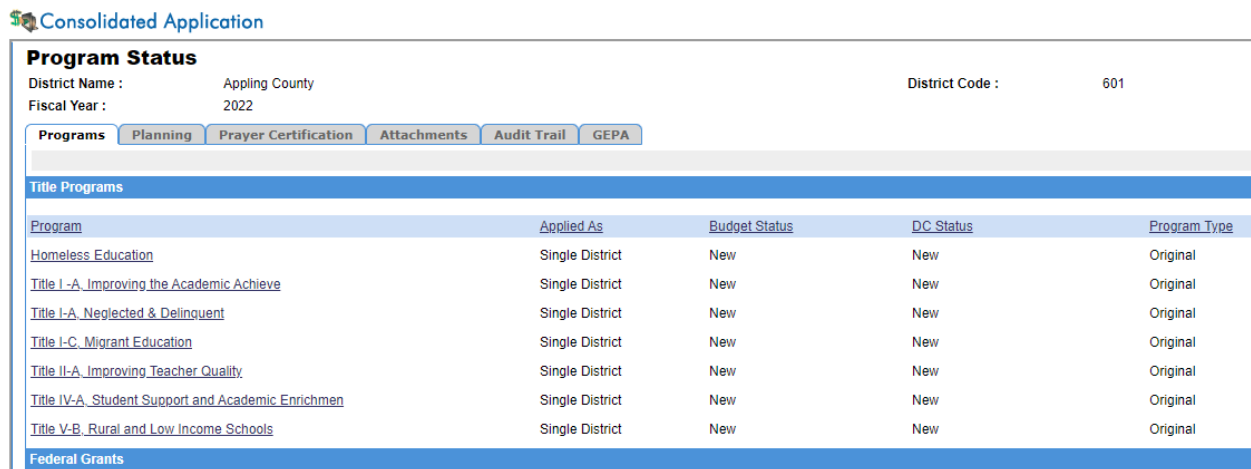 Consolidated Application
Program Status
District Name : Appling County District Code : 601
Fiscal Year : 2022
Programs Planning Prayer Certification Attachments Audit Trail GEPA
Title Programs
Program Applied As Budget Status DC Status Program Type
Homeless Education Single District New New Original
Title I -A, Improving the Academic Achieve Single District New New Original
Title I-A, Neglected & Delinquent Single District New New Original
Title I-C, Migrant Education Single District New New Original
Title II-A, Improving Teacher Quality Single District New New Original
Title IV-A, Student Support and Academic Enrichmen Single District New New Original
Title V-B, Rural and Low Income Schools Single District New New Original
Federal Grants